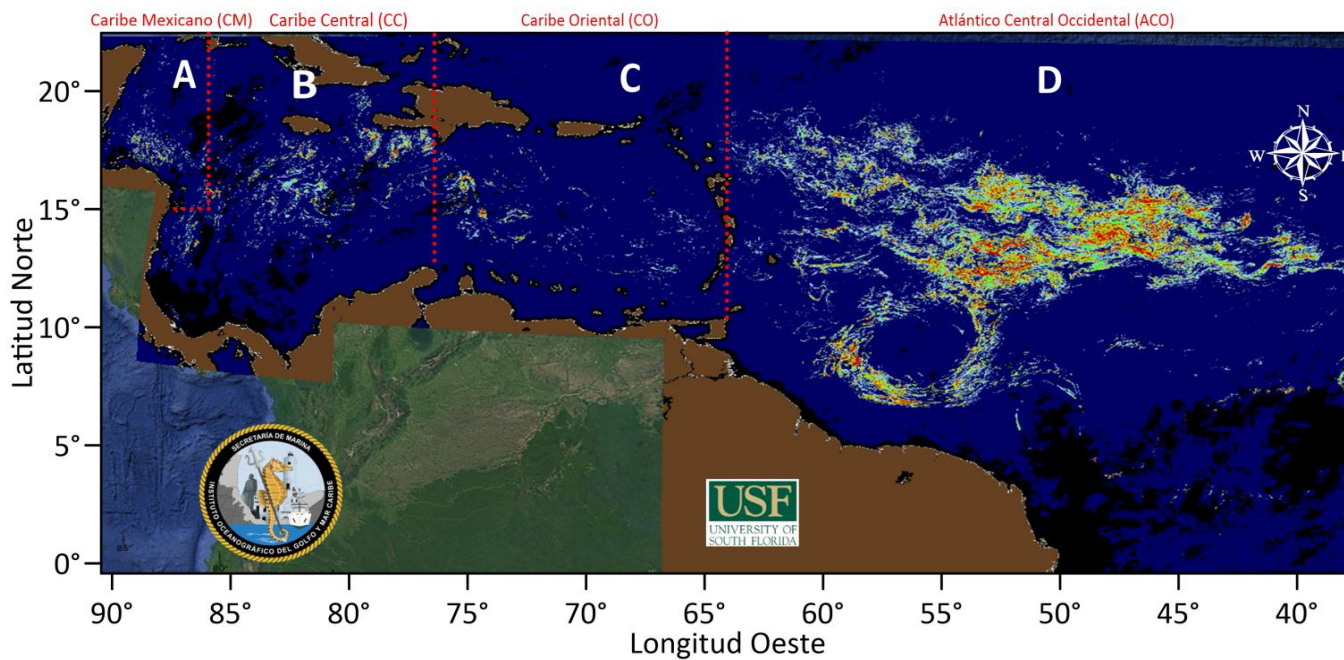 Caribe Mexicano (CM) Caribe Central (CC) Caribe Oriental (CO) Atlántico Central Occidental (ACO)
A B C D
20°
15°
10°
5°
0°
Latitud Norte
N
W
S
SECRETARÍA DE MARINA
INSTITUTO OCEANOGRÁFICO DEL GOLFO Y MAR CARIBE
USF
UNIVERSITY OF
SOUTH FLORIDA
85°
90° 85° 80° 75° 70° 65° 60° 55° 50° 45° 40°
Longitud Oeste